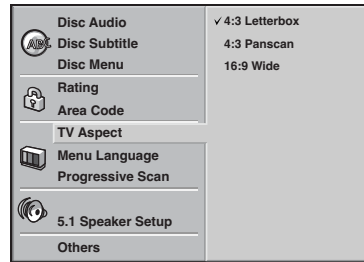 Disc Audio
Disc Subtitle
Disc Menu
Rating
Area Code
TV Aspect
Menu Language
Progressive Scan
5.1 Speaker Setup
Others
✓ 4:3 Letterbox
4:3 Panscan
16:9 Wide
ABC